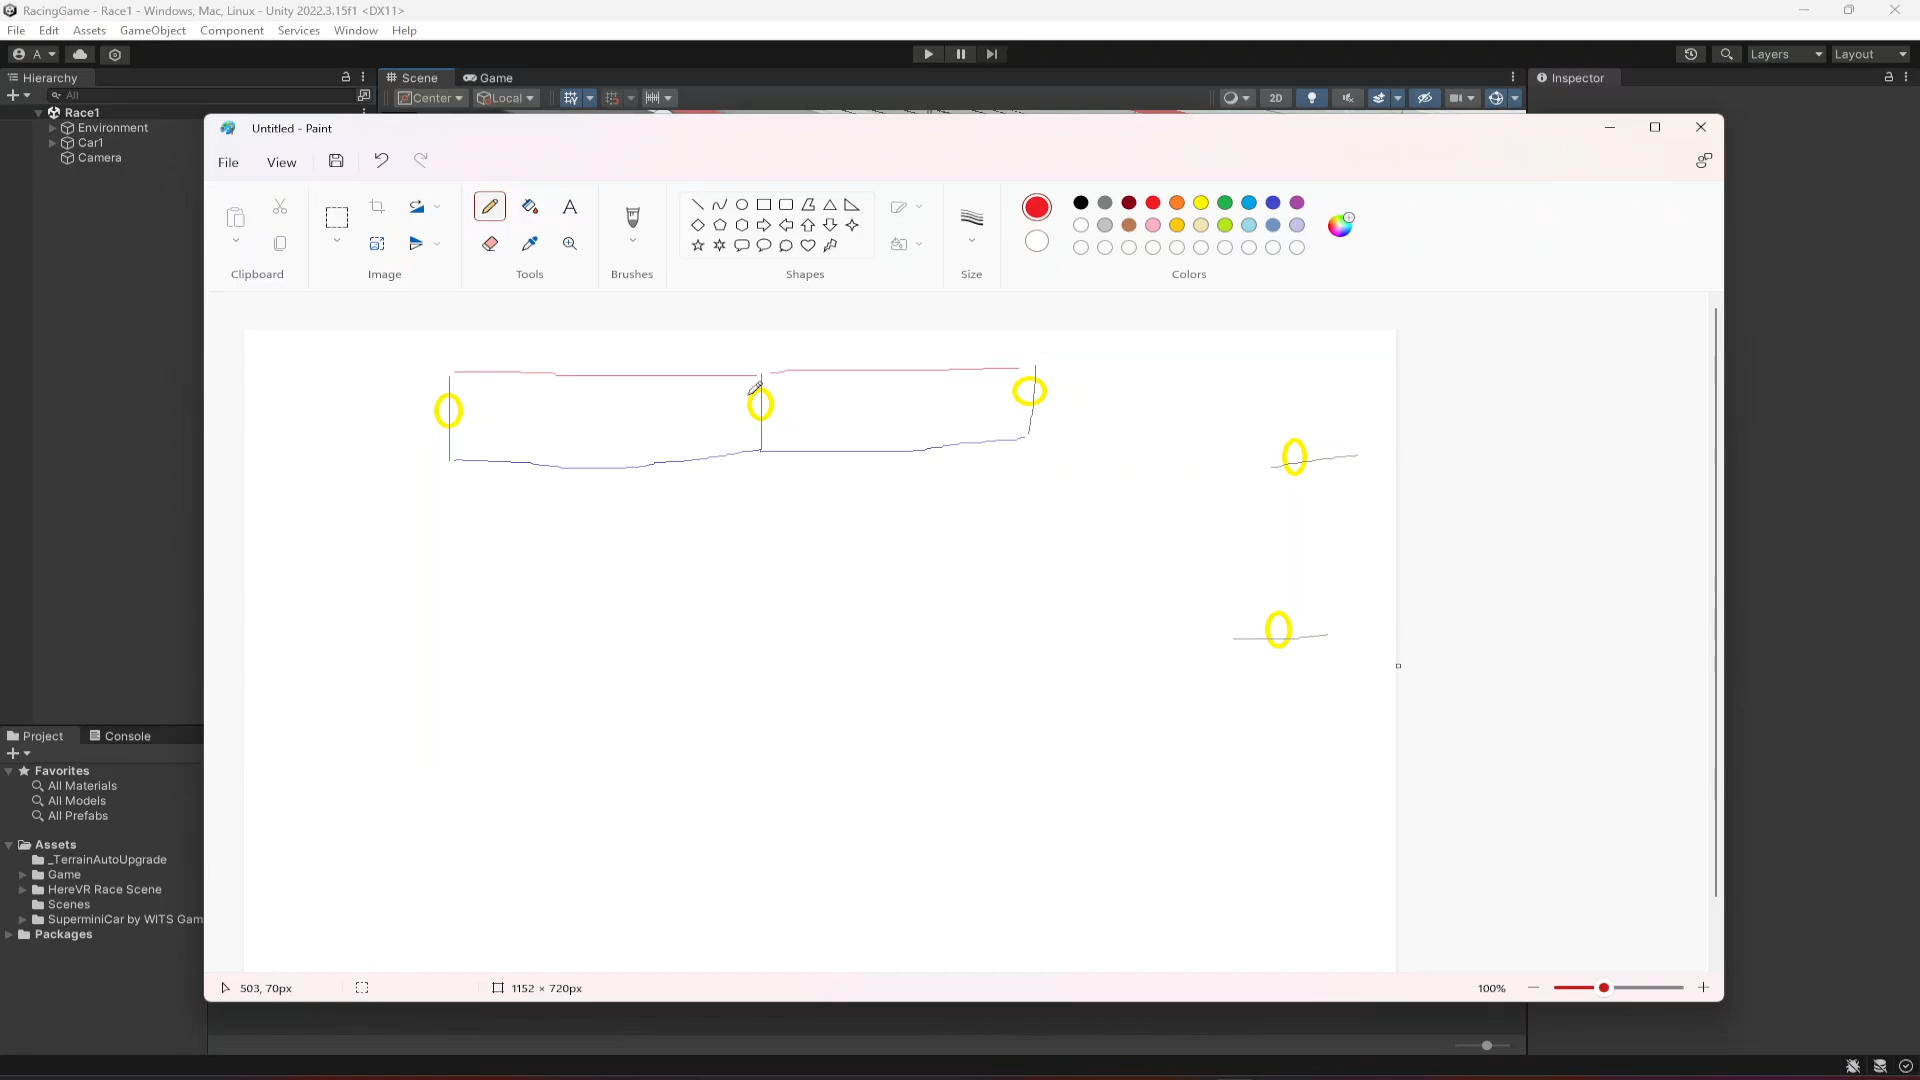 RacingGame - Race1 - Windows, Mac, Linux - Unity 2022.3.15f1 <DX11>
File Edit Assets GameObject Component Services Window Help
A Layers Layout
Hierarchy Scene Game Inspector
All Center Local 2D
Race1
Environment
Car1
Camera
Untitled - Paint
File View
A
Clipboard Image Tools Brushes Shapes Size Colors
Project Console
Favorites
All Materials
All Models
All Prefabs
Assets
_TerrainAutoUpgrade
Game
HereVR Race Scene
Scenes
SuperminiCar by WITS Gam
Packages
503, 70px 1152 × 720px 100%